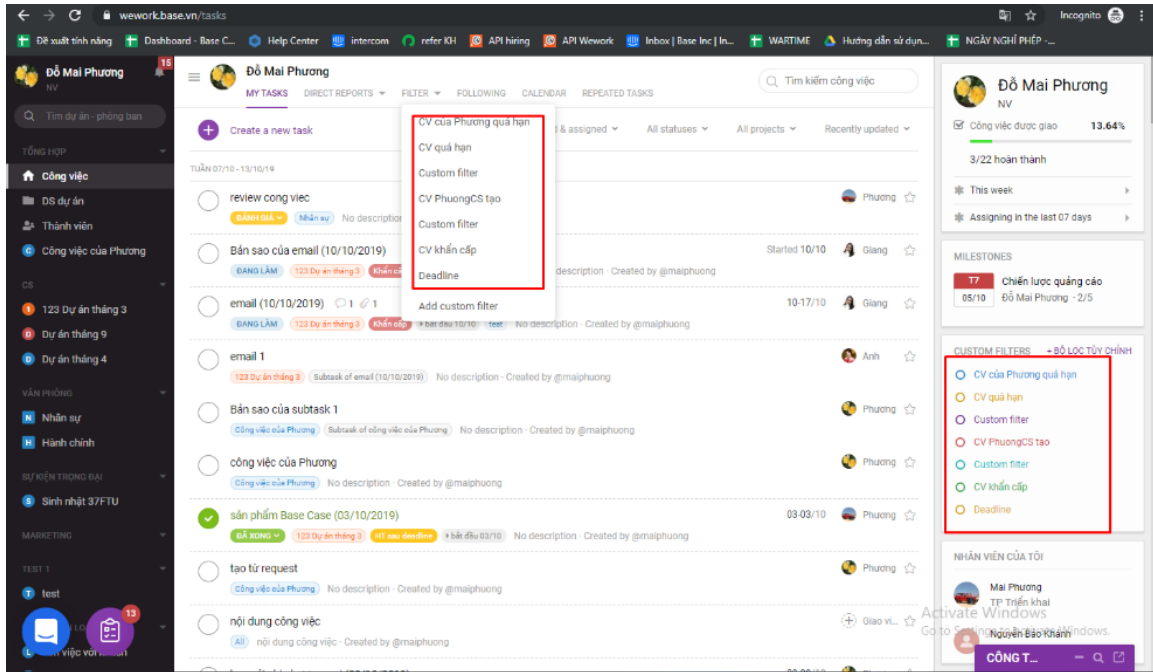 wework.base.vn/tasks
Incognito
Đề xuất tính năng
Dashboard - Base C...
Help Center
intercom
refer KH
API hiring
API Wework
Inbox | Base Inc | In...
WARTIME
Hướng dẫn sử dụn...
NGÀY NGHỈ PHÉP -...
Đỗ Mai Phương
NV
15
Tìm dự án - phòng ban
TỔNG HỢP
Công việc
DS dự án
Thành viên
Công việc của Phương
CS
123 Dự án tháng 3
Dự án tháng 9
Dự án tháng 4
VĂN PHÒNG
Nhân sự
Hành chính
SỰ KIỆN TRỌNG ĐẠI
Sinh nhật 37FTU
MARKETING
TEST 1
test
13
Đỗ Mai Phương
MY TASKS DIRECT REPORTS FILTER FOLLOWING CALENDAR REPEATED TASKS
Tìm kiếm công việc
Create a new task
& assigned
All statuses
All projects
Recently updated
CV của Phương quá hạn
CV quá hạn
Custom filter
CV PhuongCS tạo
Custom filter
CV khẩn cấp
Deadline
Add custom filter
TUẦN 07/10 - 13/10/19
review cong viec
Phương
ĐÁNH GIÁ Nhân sự No description
Bản sao của email (10/10/2019)
Started 10/10 Giang
ĐANG LÀM 123 Dự án tháng 3 description · Created by @maiphuong
email (10/10/2019) 1 1
10-17/10 Giang
ĐANG LÀM 123 Dự án tháng 3 Khẩn cấp bắt đầu 10/10 test No description · Created by @maiphuong
email 1
Anh
123 Dự án tháng 3 Subtask of email (10/10/2019) No description · Created by @maiphuong
Bản sao của subtask 1
Phương
Công việc của Phương Subtask of công việc của Phương No description · Created by @maiphuong
công việc của Phương
Phương
Công việc của Phương No description · Created by @maiphuong
sản phẩm Base Case (03/10/2019)
03-03/10 Phương
ĐÃ XONG 123 Dự án tháng 3 HT sau deadline bắt đầu 03/10 No description · Created by @maiphuong
tạo từ request
Phương
Công việc của Phương No description · Created by @maiphuong
nội dung công việc
Giao vi...
All nội dung công việc · Created by @maiphuong
Đỗ Mai Phương
NV
Công việc được giao 13.64%
3/22 hoàn thành
This week
Assigning in the last 07 days
MILESTONES
T7
05/10
Chiến lược quảng cáo
Đỗ Mai Phương · 2/5
CUSTOM FILTERS + BỘ LỌC TÙY CHỈNH
CV của Phương quá hạn
CV quá hạn
Custom filter
CV PhuongCS tạo
Custom filter
CV khẩn cấp
Deadline
NHÂN VIÊN CỦA TÔI
Mai Phương
TP Triển khai
Activate Windows
Nguyễn Bảo Khánh
CÔNG T...